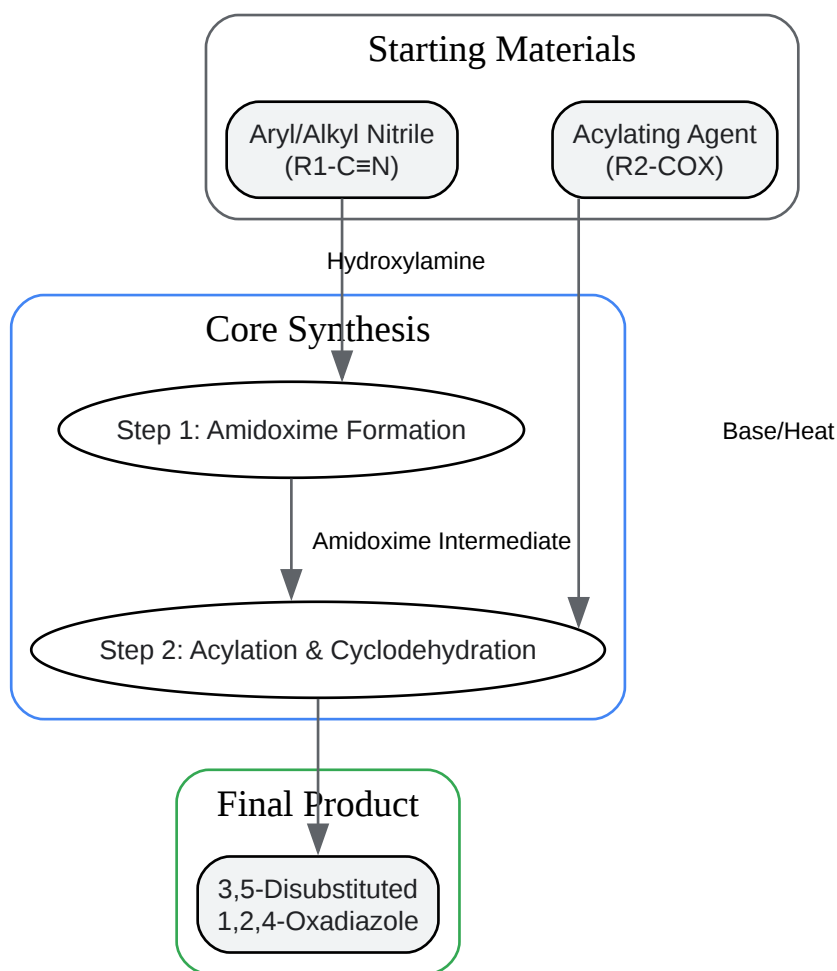 Starting Materials
Aryl/Alkyl Nitrile
(R1-C≡N)
Acylating Agent
(R2-COX)
Hydroxylamine
Core Synthesis
Step 1: Amidoxime Formation
Base/Heat
Amidoxime Intermediate
Step 2: Acylation & Cyclodehydration
Final Product
3,5-Disubstituted
1,2,4-Oxadiazole